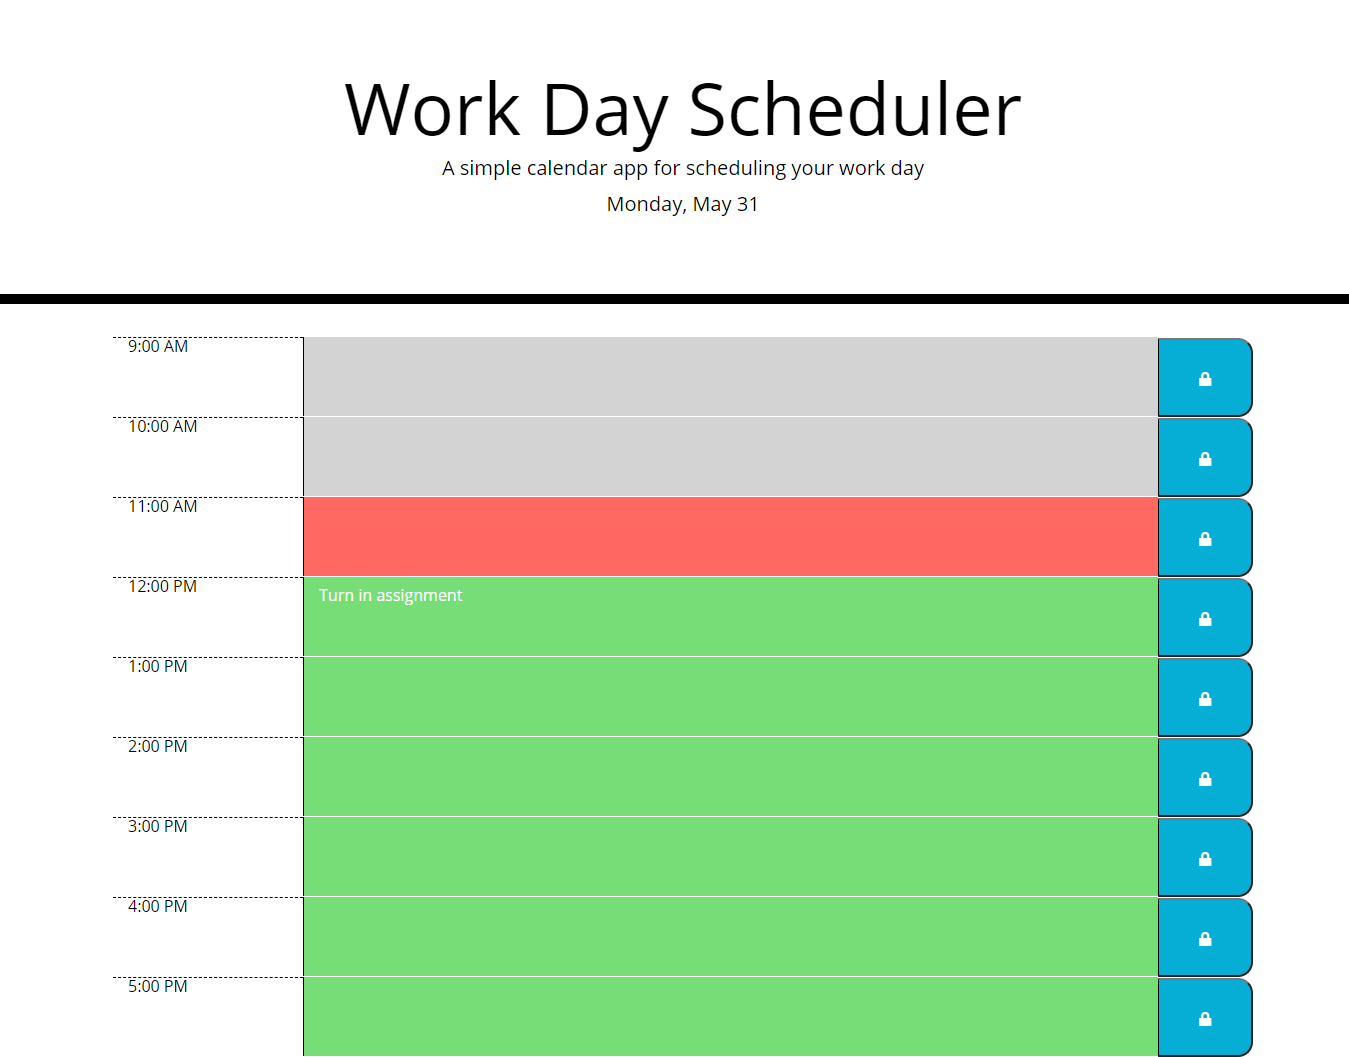 Work Day Scheduler
A simple calendar app for scheduling your work day
Monday, May 31
9:00 AM
10:00 AM
11:00 AM
12:00 PM
Turn in assignment
1:00 PM
2:00 PM
3:00 PM
4:00 PM
5:00 PM